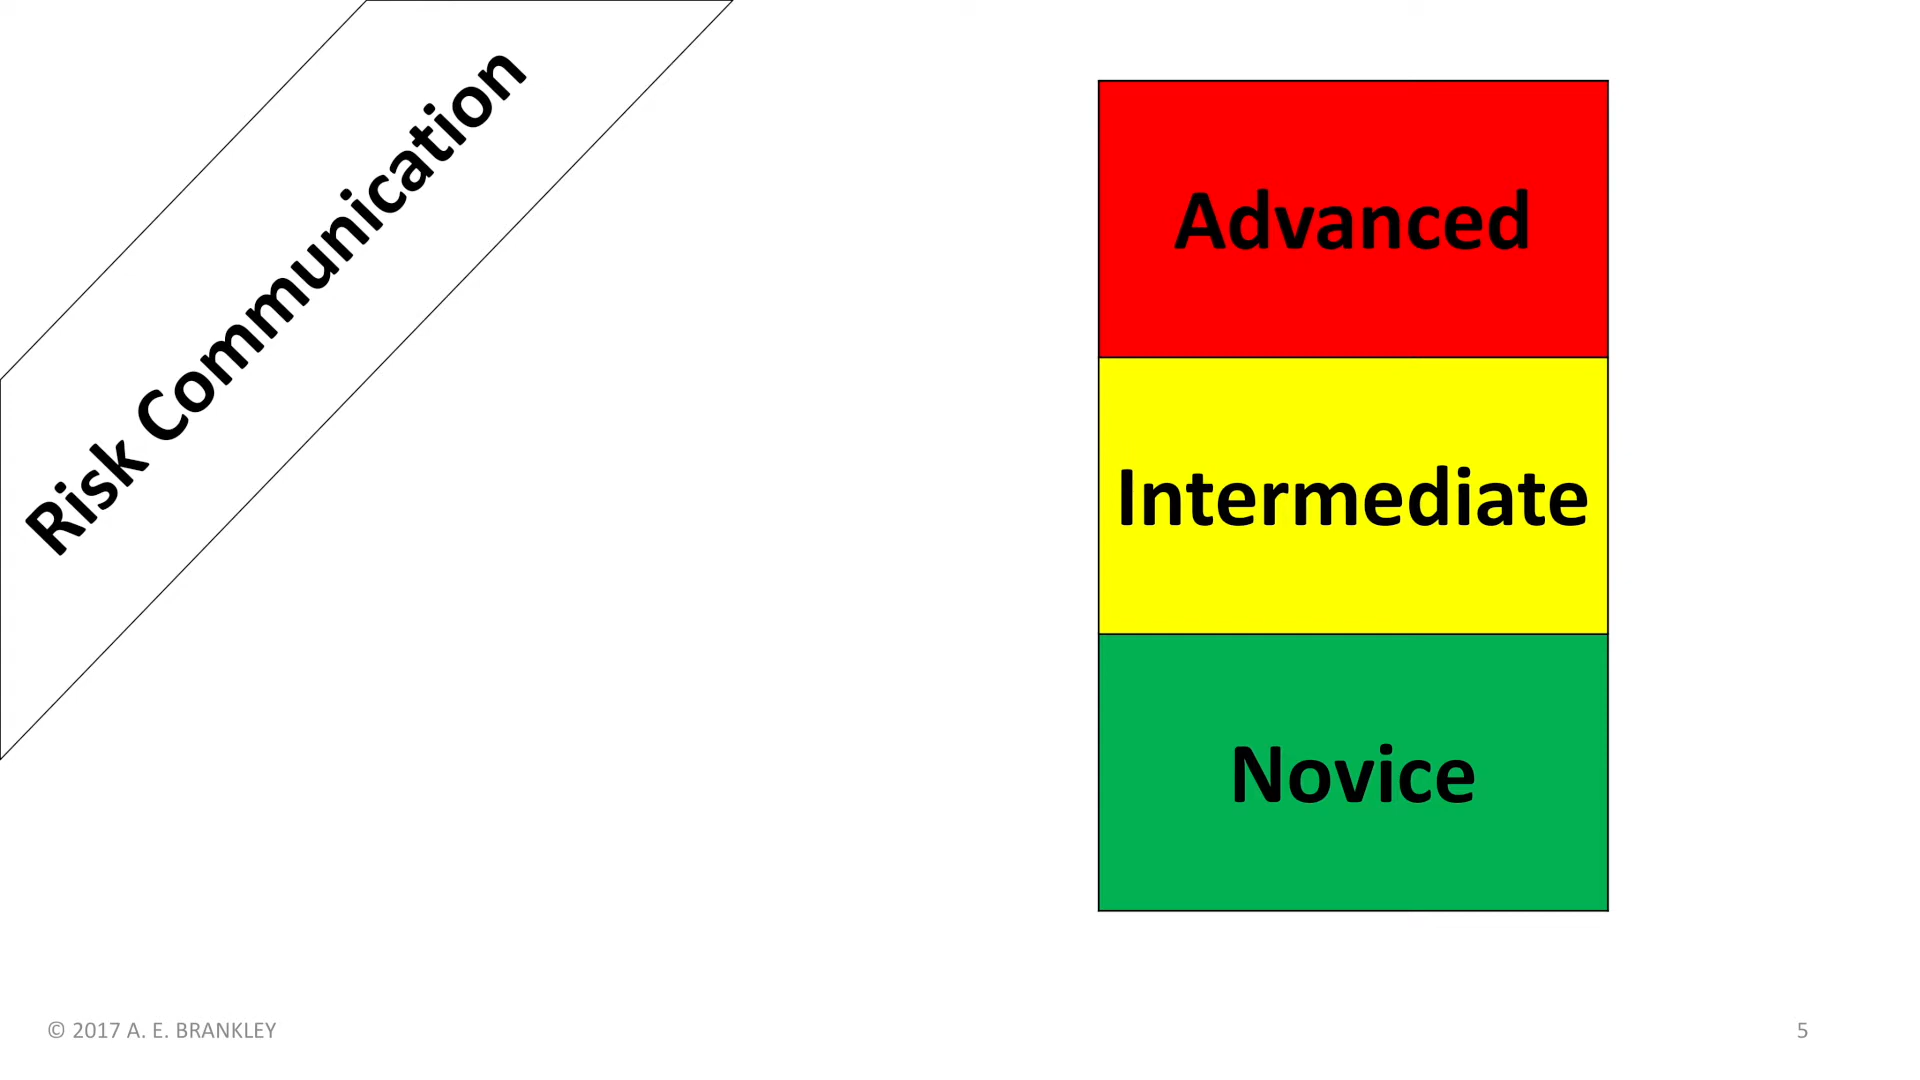 Risk Communication
Advanced
Intermediate
Novice
© 2017 A. E. BRANKLEY
5